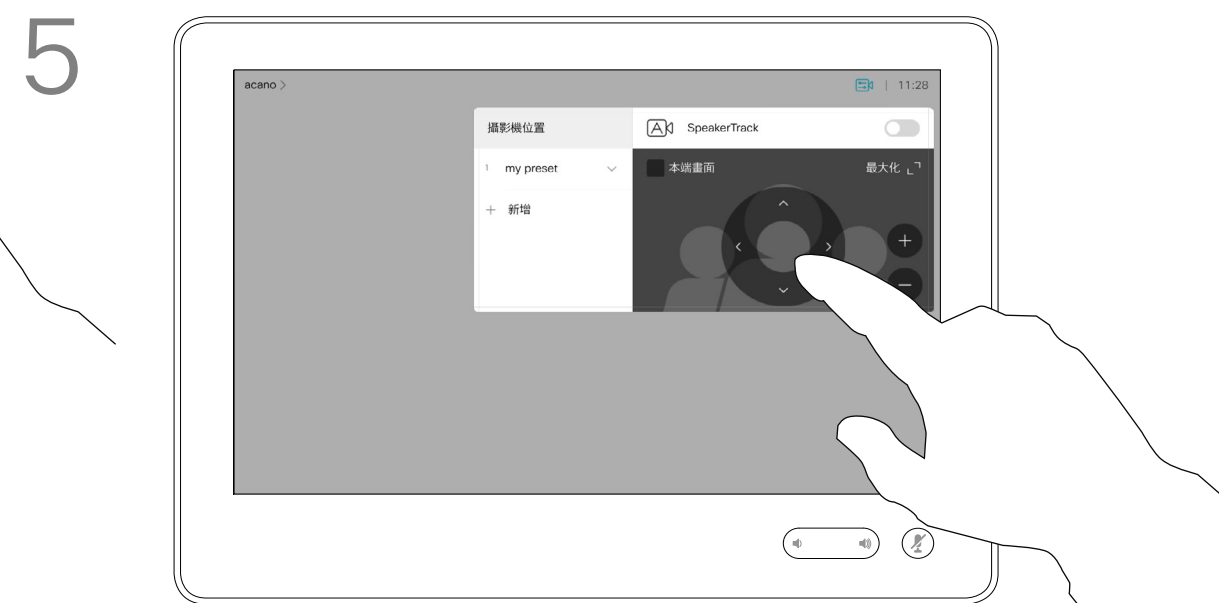 5
acano >
11:28
攝影機位置
SpeakerTrack
1 my preset
本端畫面
最大化
+ 新增